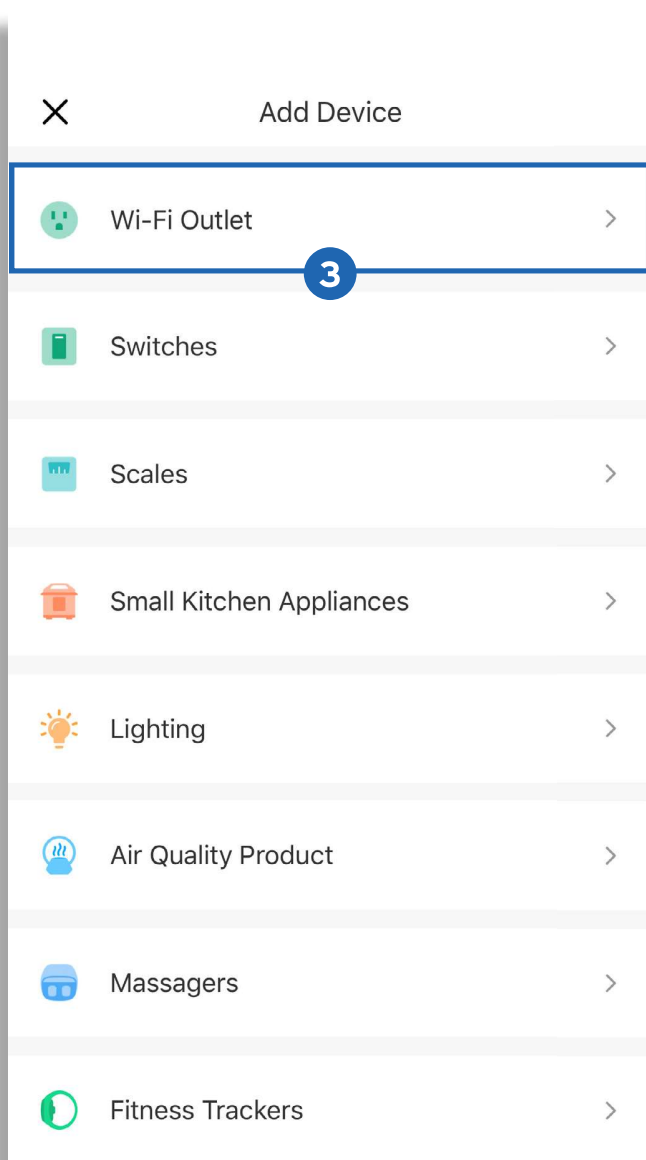 Add Device
Wi-Fi Outlet
3
Switches
Scales
Small Kitchen Appliances
Lighting
Air Quality Product
Massagers
Fitness Trackers